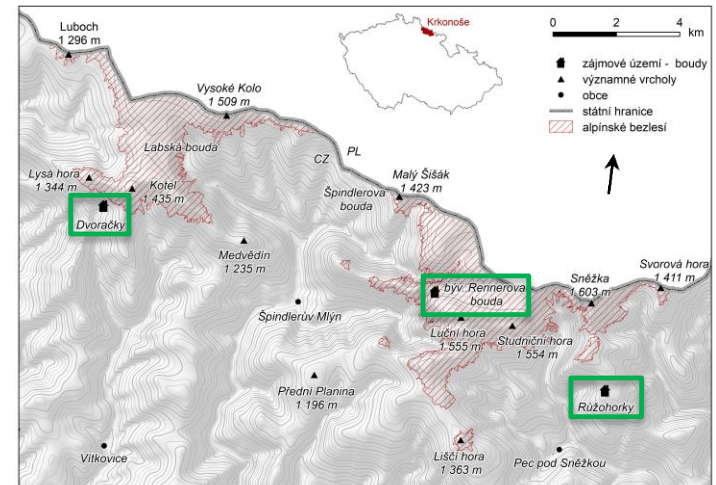 Luboch
1 296 m
Krkonoše
0 2 4
km
zájmové území - boudy
významné vrcholy
obce
státní hranice
alpínské bezlesí
Vysoké Kolo
1 509 m
Labská bouda
CZ PL
Lysá hora
1 344 m
Kotel
1 435 m
Malý Šišák
1 423 m
Špindlerova
bouda
Dvoračky
Medvědín
1 235 m
Svorová hora
1 411 m
Sněžka
1 603 m
býv. Rennerova
bouda
Špindlerův Mlýn
Luční hora
1 555 m
Studniční hora
1 554 m
Přední Planina
1 196 m
Růžohorky
Vítkovice
Liščí hora
1 363 m
Pec pod Sněžkou